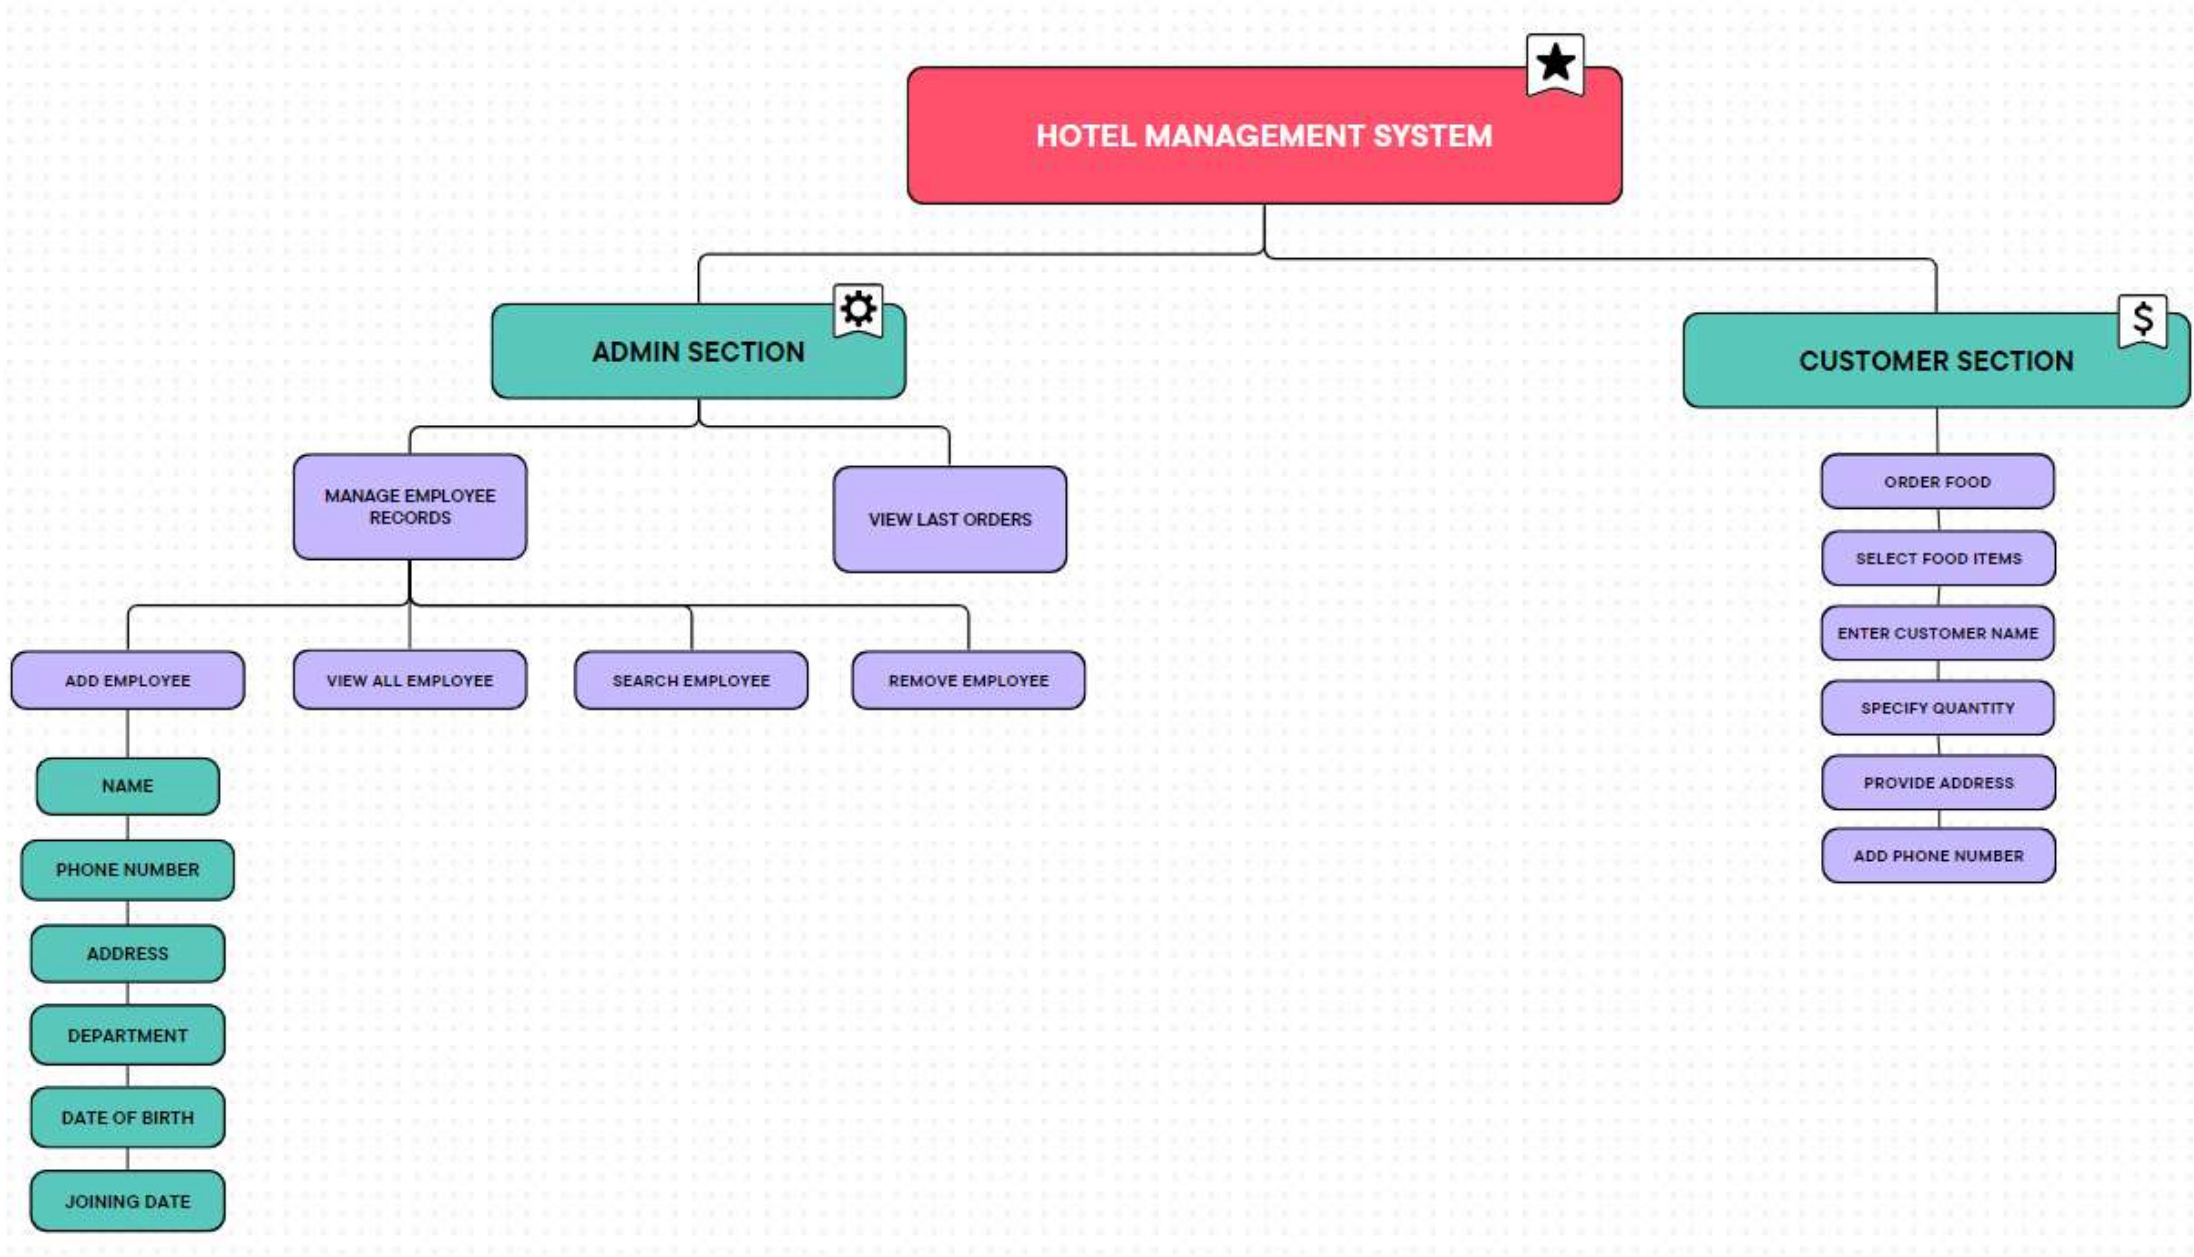 HOTEL MANAGEMENT SYSTEM
ADMIN SECTION
$
CUSTOMER SECTION
MANAGE EMPLOYEE
RECORDS
VIEW LAST ORDERS
ADD EMPLOYEE
VIEW ALL EMPLOYEE
SEARCH EMPLOYEE
REMOVE EMPLOYEE
NAME
PHONE NUMBER
ADDRESS
DEPARTMENT
DATE OF BIRTH
JOINING DATE
ORDER FOOD
SELECT FOOD ITEMS
ENTER CUSTOMER NAME
SPECIFY QUANTITY
PROVIDE ADDRESS
ADD PHONE NUMBER